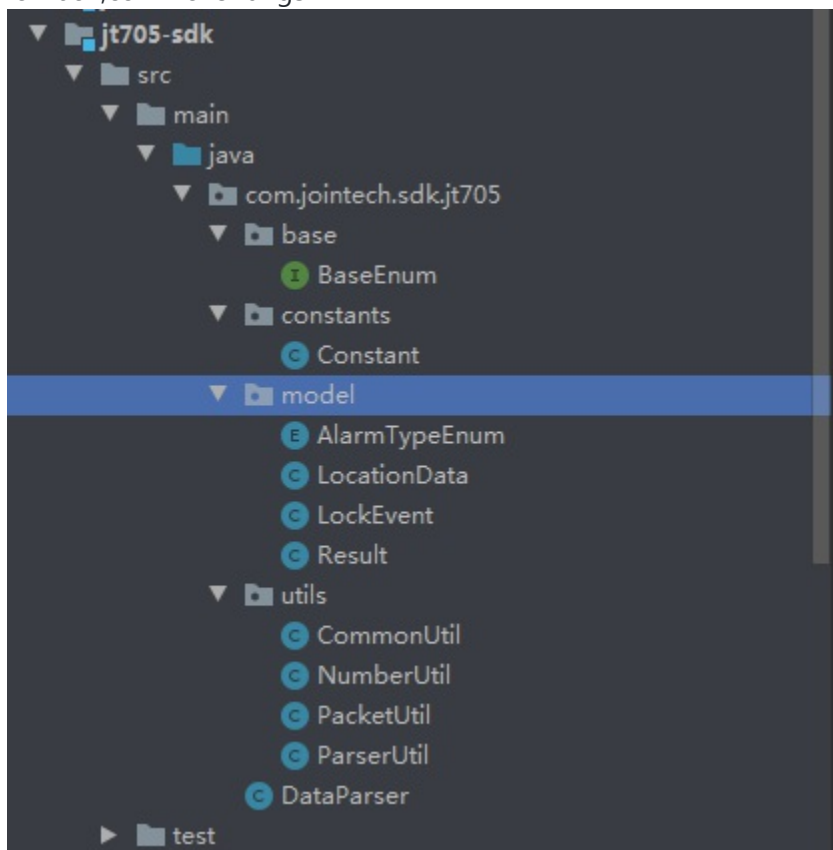 jt705-sdk
src
main
java
com.jointech.sdk.jt705
base
BaseEnum
constants
Constant
model
AlarmTypeEnum
LocationData
LockEvent
Result
utils
CommonUtil
NumberUtil
PacketUtil
ParserUtil
DataParser
test